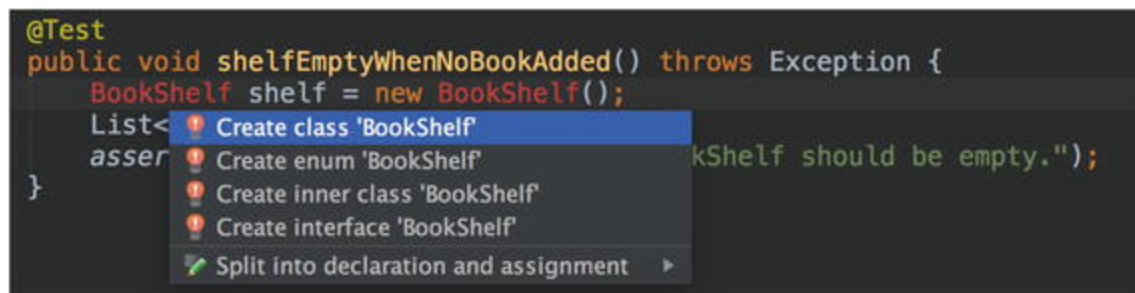 @Test
public void shelfEmptyWhenNoBookAdded() throws Exception {
BookShelf shelf = new BookShelf();
List<
Create class 'BookShelf'
asser
kShelf should be empty.");
Create enum 'BookShelf'
}
Create inner class 'BookShelf'
Create interface 'BookShelf'
Split into declaration and assignment